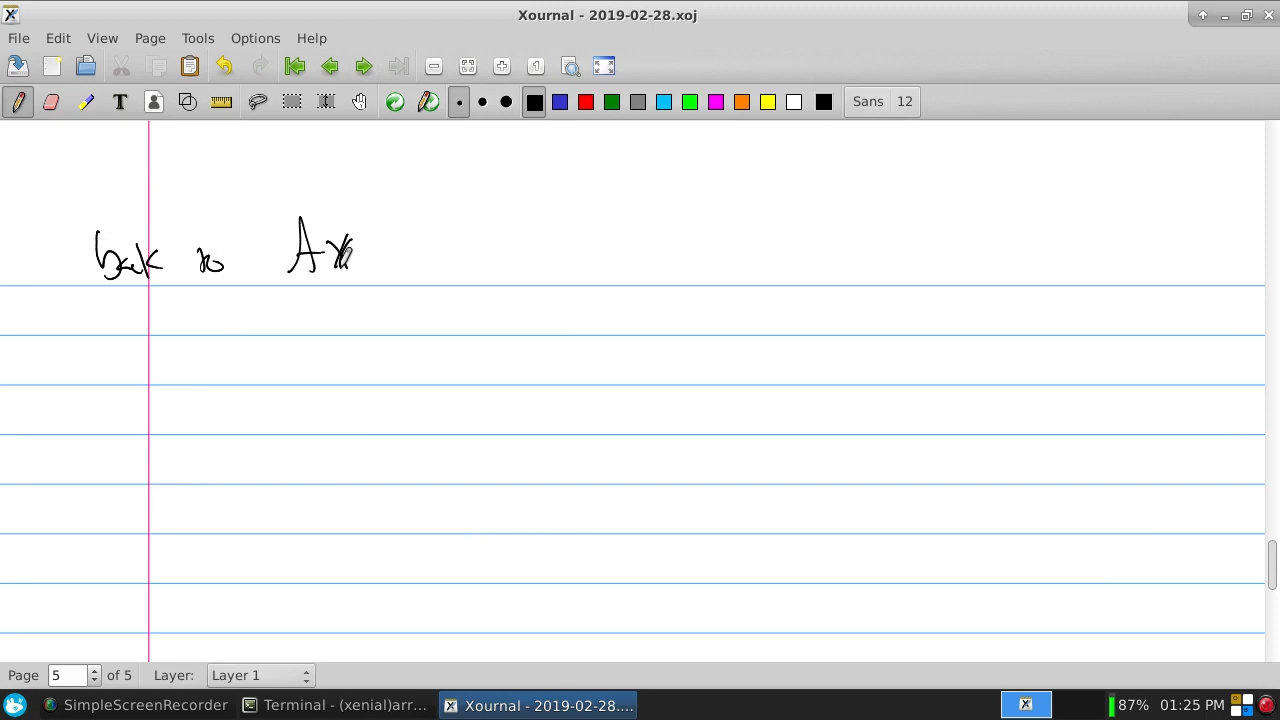 Xournal - 2019-02-28.xoj
File Edit View Page Tools Options Help
Sans 12
back to Ax
Page 5 of 5 Layer: Layer 1
SimpleScreenRecorder Terminal - (xenial)arr... Xournal - 2019-02-28.... 87% 01:25 PM